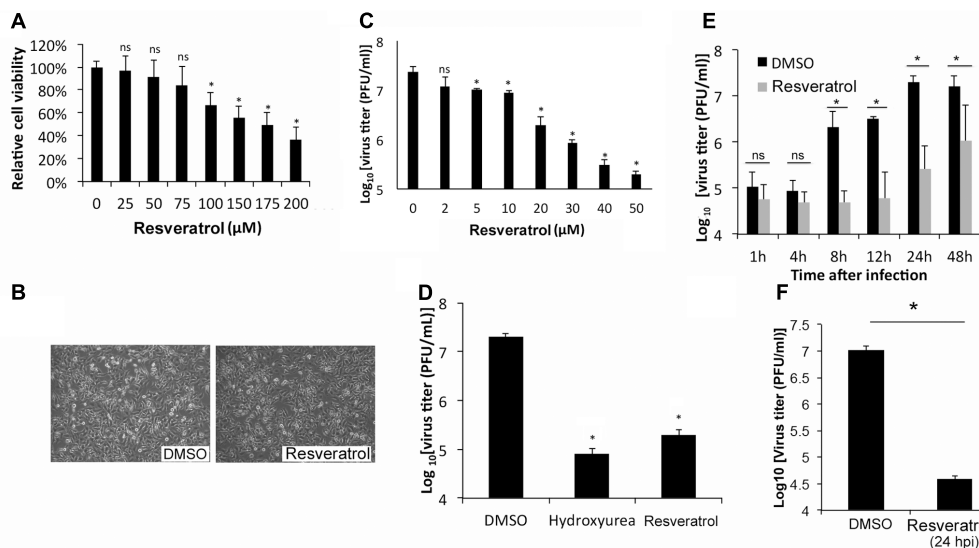 A
Relative cell viability
120%
100%
80%
60%
40%
20%
0%
ns
ns
ns
*
*
*
*
0 25 50 75 100 150 175 200
Resveratrol (µM)
B
DMSO
Resveratrol
C
Log₁₀[virus titer (PFU/ml)]
8
7
6
5
ns
*
*
*
*
*
*
0 2 5 10 20 30 40 50
Resveratrol (µM)
D
Log ₁₀[virus titer (PFU/mL)]
8
7
6
5
4
*
*
DMSO Hydroxyurea Resveratrol
E
Log ₁₀ [virus titer (PFU/ml)]
8
7
6
5
4
DMSO
Resveratrol
ns
ns
*
*
*
*
1h 4h 8h 12h 24h 48h
Time after infection
F
Log10 [Virus titer (PFU/ml)]
7.5
7
6.5
6
5.5
5
4.5
4
*
DMSO Resveratr
(24 hpi)